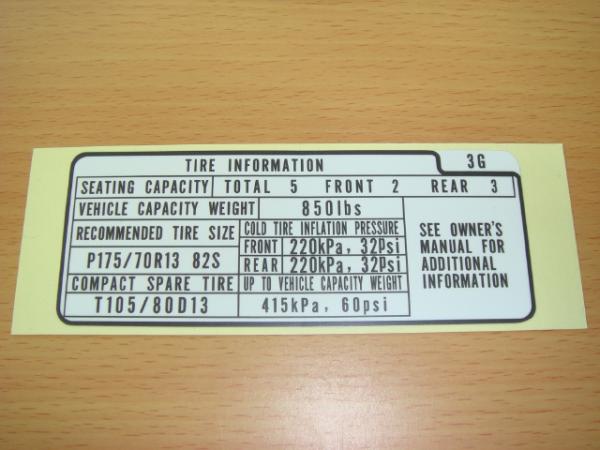 TIRE INFORMATION 3G
SEATING CAPACITY TOTAL 5 FRONT 2 REAR 3
VEHICLE CAPACITY WEIGHT 850lbs
RECOMMENDED TIRE SIZE COLD TIRE INFLATION PRESSURE
P175/70R13 82S FRONT 220kPa, 32psi
REAR 220kPa, 32psi
COMPACT SPARE TIRE UP TO VEHICLE CAPACITY WEIGHT
T105/80D13 415kPa, 60psi
SEE OWNER'S
MANUAL FOR
ADDITIONAL
INFORMATION